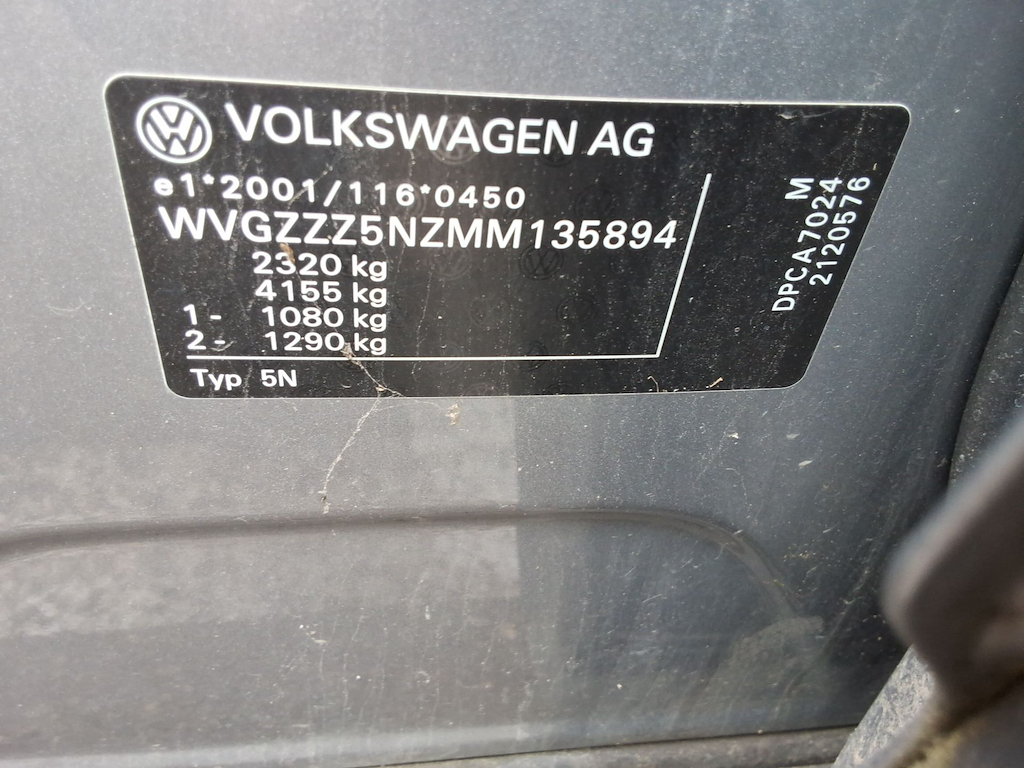 VOLKSWAGEN AG
e1*2001/116*0450
WVGZZZ5NZMM135894
2320 kg
4155 kg
1- 1080 kg
2- 1290 kg
Typ 5N
M
DPCA7024
2120576